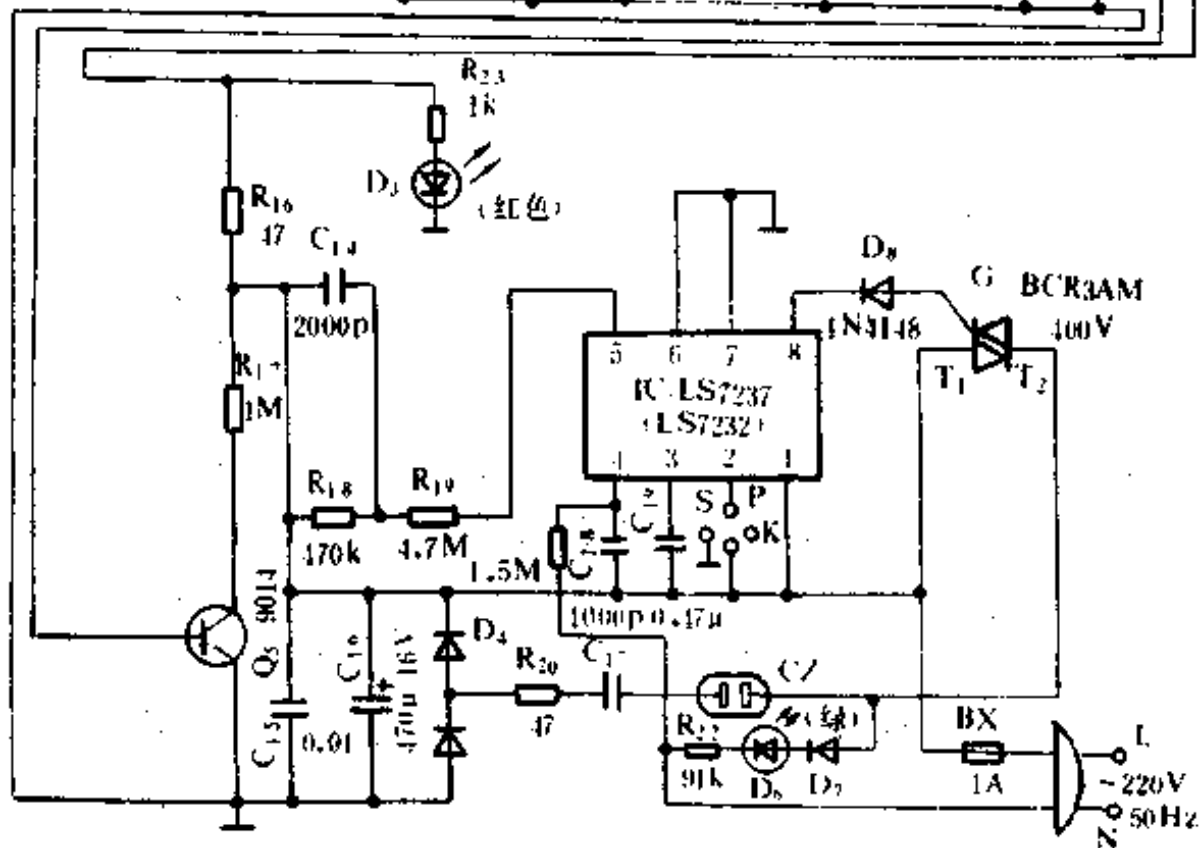 R₂₃
1k
D₃
(红色)
R₁₆
47
C₁₄
2000p
D₈
1N4148
G
BCR3AM
400V
T₁
T₂
5 6 7 8
IC LS7237
(LS7232)
4 3 2 1
R₁₇
1M
R₁₈
470k
R₁₉
4.7M
1.5M
S
P
K
1000p
0.47μ
9014
Q₅
C₁₅
0.01
C₁₆
470μ 16V
D₄
R₂₀
47
CZ
R₂₂
91k
(绿)
D₆
D₇
BX
1A
L
~220V
50Hz
N